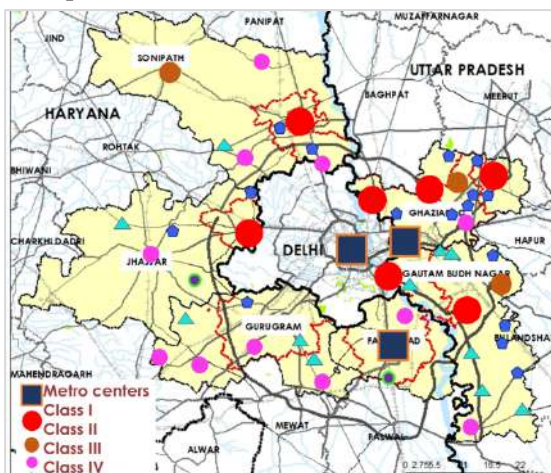 PANIPAT
MUZAFFARNAGAR
JIND
SONIPATH
UTTAR PRADESH
HARYANA
BAGHPAT
MEERUT
ROHTAK
BHIWANI
GHAZIA
CHARKHI DADRI
DELHI
HAPUR
JHAJJAR
GAUTAM BUDH NAGAR
GURUGRAM
BULANDSHA
MAHENDRAGARH
Metro centers
Class I
Class II
Class III
Class IV
MEWAT
PALWAL
ALWAR